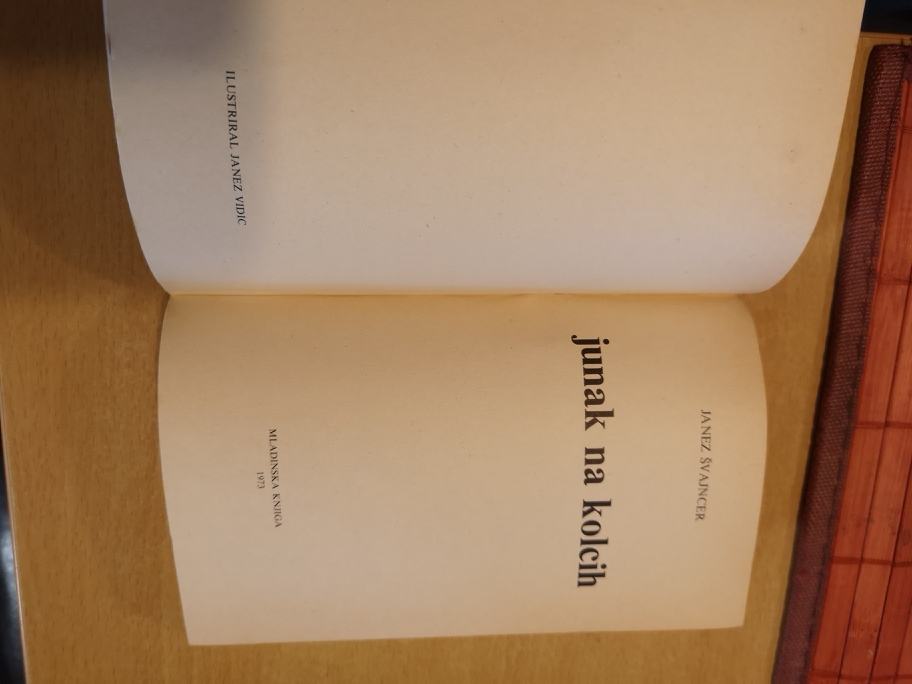 ILUSTRIRAL JANEZ VIDIC
JANEZ ŠVAJNCER
junak na kolcih
MLADINSKA KNJIGA
1973